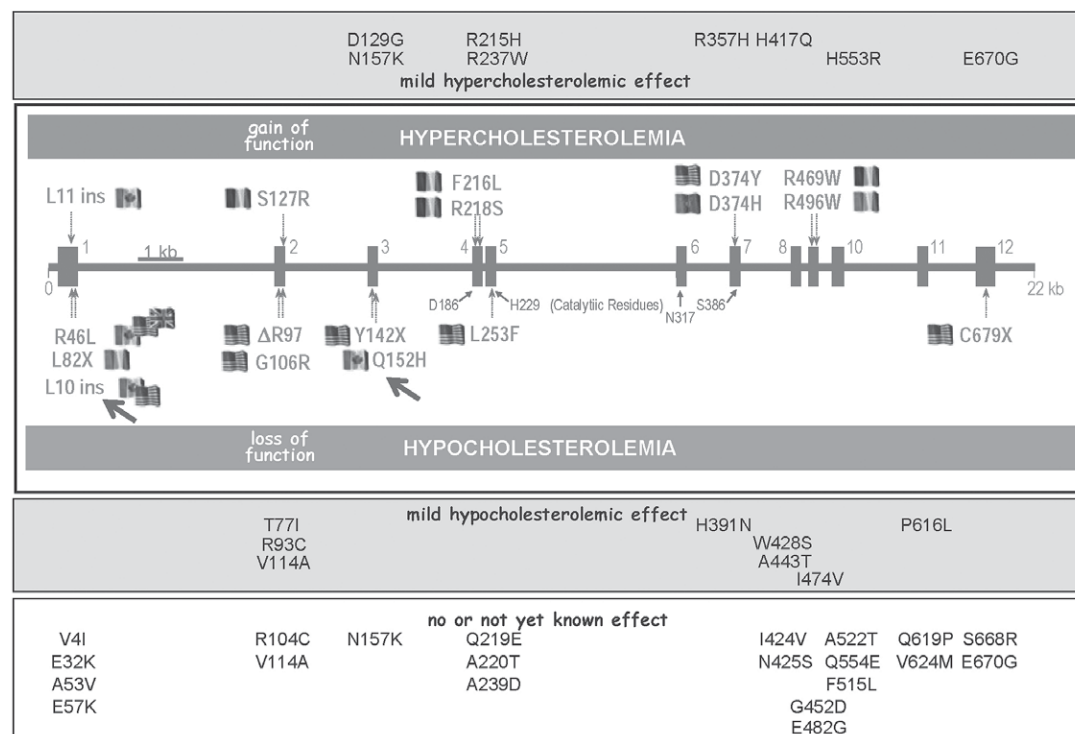 D129G R215H R357H H417Q
N157K R237W H553R E670G
mild hypercholesterolemic effect
gain of function HYPERCHOLESTEROLEMIA
L11 ins S127R F216L D374Y R469W
R218S D374H R496W
1 2 3 4 5 6 7 8 10 11 12
1 kb
0 22 kb
D186 H229 (Catalytiic Residues) N317 S386
R46L ΔR97 Y142X L253F C679X
L82X G106R Q152H
L10 ins
loss of function HYPOCHOLESTEROLEMIA
mild hypocholesterolemic effect
T77I H391N P616L
R93C W428S
V114A A443T
I474V
no or not yet known effect
V4I R104C N157K Q219E I424V A522T Q619P S668R
E32K V114A A220T N425S Q554E V624M E670G
A53V A239D F515L
E57K G452D
E482G